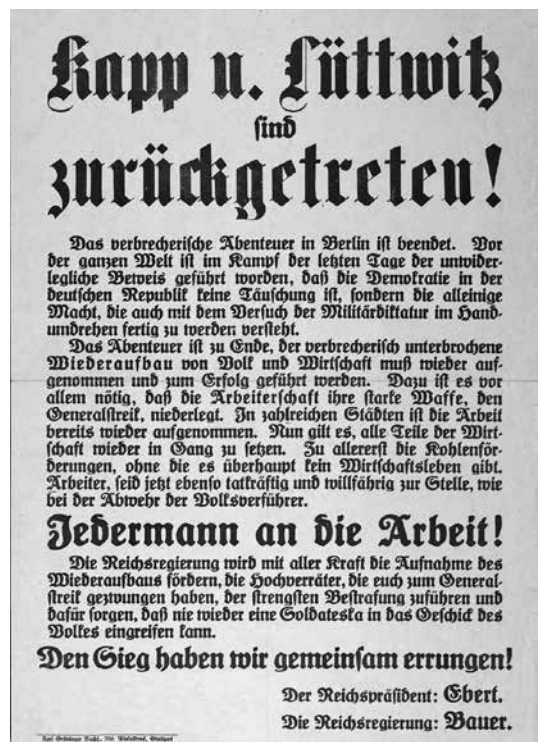 Kapp u. Lüttwitz
sind
zurückgetreten!
Das verbrecherische Abenteuer in Berlin ist beendet. Vor
der ganzen Welt ist im Kampf der letzten Tage der untwider-
legliche Beweis geführt worden, daß die Demokratie in der
deutschen Republik keine Täuschung ist, sondern die alleinige
Macht, die auch mit dem Versuch der Militärdiktatur im Hand-
umdrehen fertig zu werden versteht.
Das Abenteuer ist zu Ende, der verbrecherisch unterbrochene
Wiederaufbau von Volk und Wirtschaft muß wieder auf-
genommen und zum Erfolg geführt werden. Dazu ist es vor
allem nötig, daß die Arbeiterschaft ihre starke Waffe, den
Generalstreik, niederlegt. In zahlreichen Städten ist die Arbeit
bereits wieder aufgenommen. Nun gilt es, alle Teile der Wirt-
schaft wieder in Gang zu setzen. Zu allererst die Kohlenför-
derungen, ohne die es überhaupt kein Wirtschaftsleben gibt.
Arbeiter, seid jetzt ebenso tatkräftig und willfährig zur Stelle, wie
bei der Abwehr der Volksverführer.
Jedermann an die Arbeit!
Die Reichsregierung wird mit aller Kraft die Aufnahme des
Wiederaufbaus fördern, die Hochverräter, die euch zum General-
streik gezwungen haben, der strengsten Bestrafung zuführen und
dafür sorgen, daß nie wieder eine Soldateska in das Geschick des
Volkes eingreifen kann.
Den Sieg haben wir gemeinsam errungen!
Der Reichspräsident: Ebert.
Die Reichsregierung: Bauer.
Stuttgart